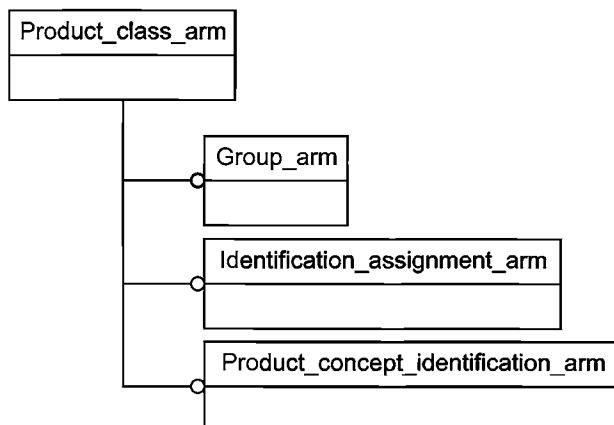 Product_class_arm
Group_arm
Identification_assignment_arm
Product_concept_identification_arm